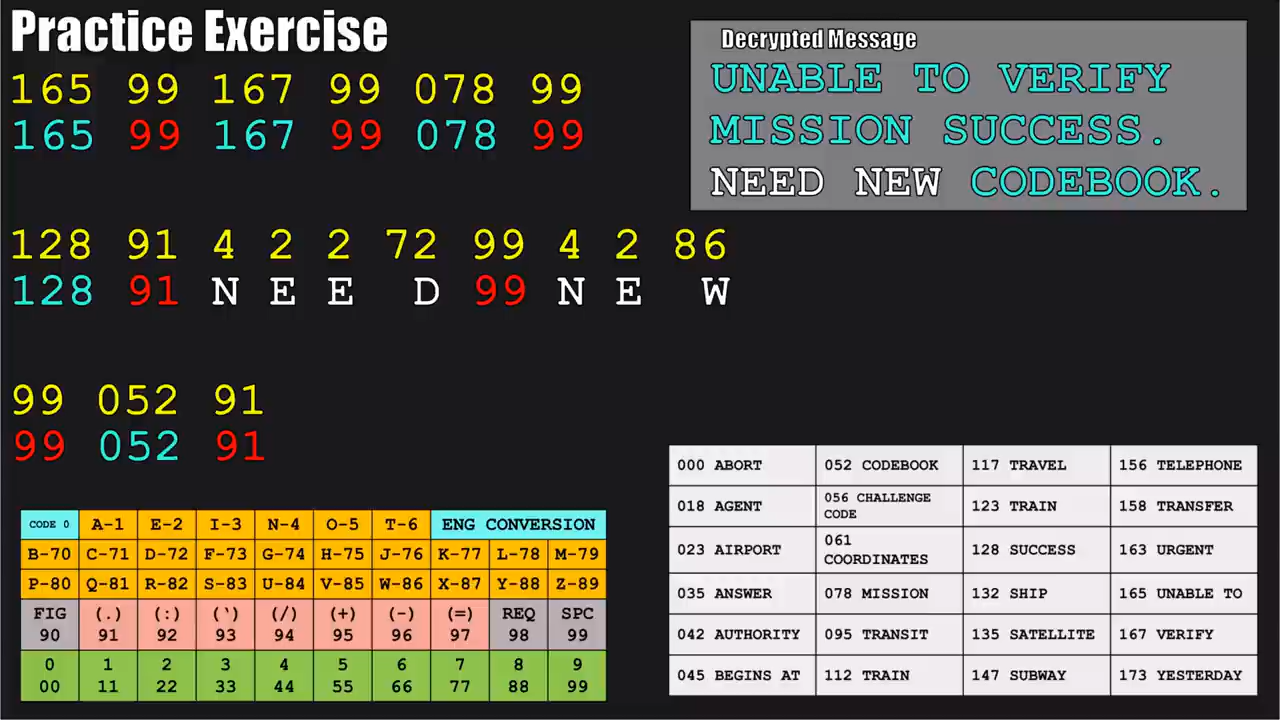 Practice Exercise
165 99 167 99 078 99
165 99 167 99 078 99
128 91 4 2 2 72 99 4 2 86
128 91 N E E D 99 N E W
99 052 91
99 052 91
Decrypted Message
UNABLE TO VERIFY
MISSION SUCCESS.
NEED NEW CODEBOOK.
CODE 0 A-1 E-2 I-3 N-4 O-5 T-6 ENG CONVERSION
B-70 C-71 D-72 F-73 G-74 H-75 J-76 K-77 L-78 M-79
P-80 Q-81 R-82 S-83 U-84 V-85 W-86 X-87 Y-88 Z-89
FIG (.) (:) (') (/) (+) (-) (=) REQ SPC
90 91 92 93 94 95 96 97 98 99
0 1 2 3 4 5 6 7 8 9
00 11 22 33 44 55 66 77 88 99
000 ABORT 052 CODEBOOK 117 TRAVEL 156 TELEPHONE
018 AGENT 056 CHALLENGE CODE 123 TRAIN 158 TRANSFER
023 AIRPORT 061 COORDINATES 128 SUCCESS 163 URGENT
035 ANSWER 078 MISSION 132 SHIP 165 UNABLE TO
042 AUTHORITY 095 TRANSIT 135 SATELLITE 167 VERIFY
045 BEGINS AT 112 TRAIN 147 SUBWAY 173 YESTERDAY